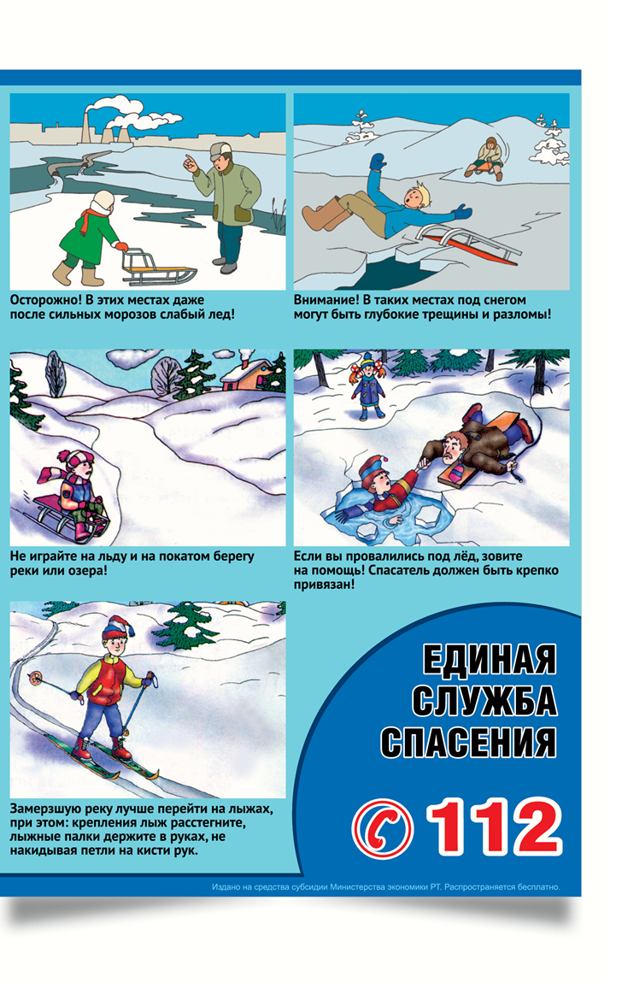 Осторожно! В этих местах даже
после сильных морозов слабый лед!
Внимание! В таких местах под снегом
могут быть глубокие трещины и разломы!
Не играйте на льду и на покатом берегу
реки или озера!
Если вы провалились под лёд, зовите
на помощь! Спасатель должен быть крепко
привязан!
Замерзшую реку лучше перейти на лыжах,
при этом: крепления лыж расстегните,
лыжные палки держите в руках, не
накидывая петли на кисти рук.
ЕДИНАЯ
СЛУЖБА
СПАСЕНИЯ
112
Издано на средства субсидии Министерства экономики РТ. Распространяется бесплатно.